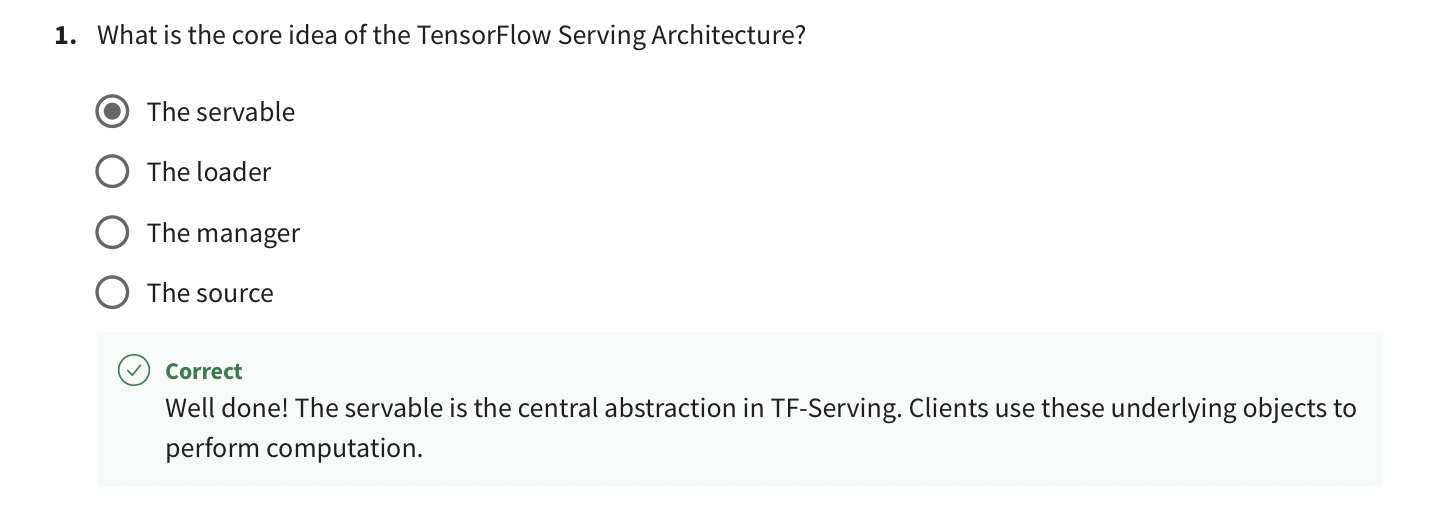 1. What is the core idea of the TensorFlow Serving Architecture?
The servable
The loader
The manager
The source
Correct
Well done! The servable is the central abstraction in TF-Serving. Clients use these underlying objects to
perform computation.